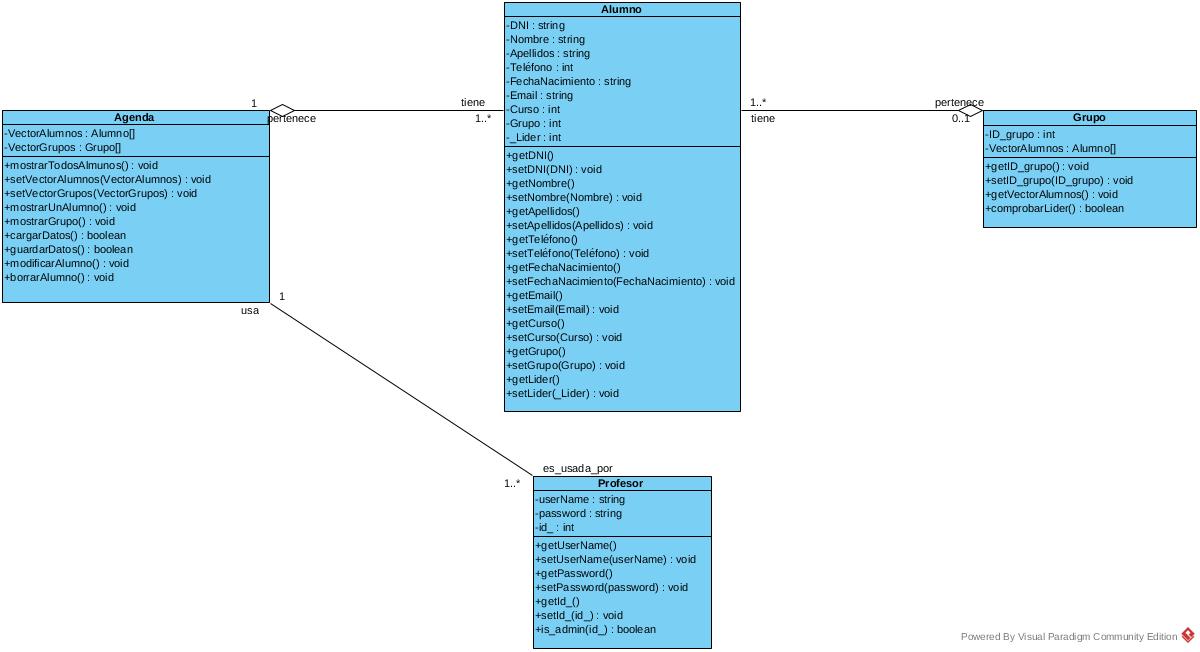 Alumno
-DNI : string
-Nombre : string
-Apellidos : string
-Teléfono : int
-FechaNacimiento : string
-Email : string
-Curso : int
-Grupo : int
-_Lider : int
+getDNI()
+setDNI(DNI) : void
+getNombre()
+setNombre(Nombre) : void
+getApellidos()
+setApellidos(Apellidos) : void
+getTeléfono()
+setTeléfono(Teléfono) : void
+getFechaNacimiento()
+setFechaNacimiento(FechaNacimiento) : void
+getEmail()
+setEmail(Email) : void
+getCurso()
+setCurso(Curso) : void
+getGrupo()
+setGrupo(Grupo) : void
+getLider()
+setLider(_Lider) : void
1
pertenece
tiene
1..*
1..*
tiene
pertenece
0..1
Agenda
-VectorAlumnos : Alumno[]
-VectorGrupos : Grupo[]
+mostrarTodosAlmunos() : void
+setVectorAlumnos(VectorAlumnos) : void
+setVectorGrupos(VectorGrupos) : void
+mostrarUnAlumno() : void
+mostrarGrupo() : void
+cargarDatos() : boolean
+guardarDatos() : boolean
+modificarAlumno() : void
+borrarAlumno() : void
Grupo
-ID_grupo : int
-VectorAlumnos : Alumno[]
+getID_grupo() : void
+setID_grupo(ID_grupo) : void
+getVectorAlumnos() : void
+comprobarLider() : boolean
1
usa
es_usada_por
1..*
Profesor
-userName : string
-password : string
-id_ : int
+getUserName()
+setUserName(userName) : void
+getPassword()
+setPassword(password) : void
+getId_()
+setId_(id_) : void
+is_admin(id_) : boolean
Powered By Visual Paradigm Community Edition